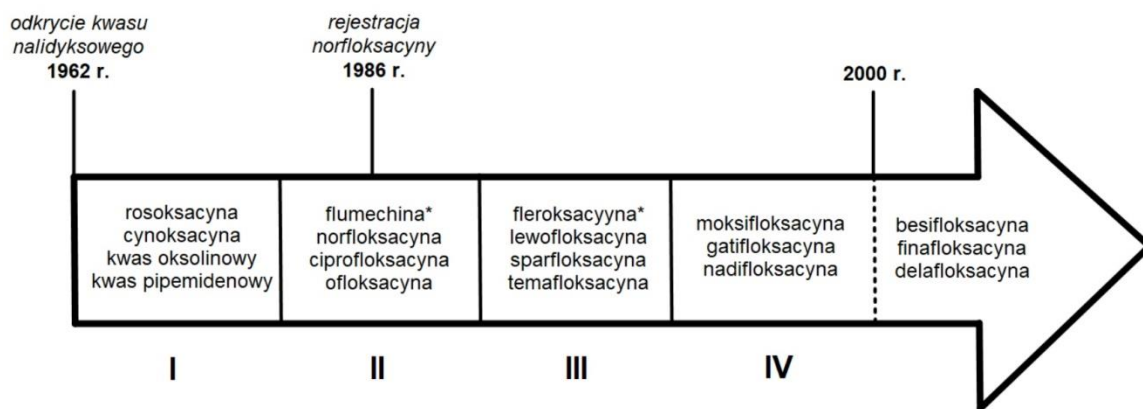 odkrycie kwasu
nalidyksowego
1962 r.
rejestracja
norfloksacyny
1986 r.
2000 r.
rosoksacyna
cynoksacyna
kwas oksolinowy
kwas pipemidenowy
flumechina*
norfloksacyna
ciprofloksacyna
ofloksacyna
fleroksacyyna*
lewofloksacyna
sparfloksacyna
temafloksacyna
moksifloksacyna
gatifloksacyna
nadifloksacyna
besifloksacyna
finafloksacyna
delafloksacyna
I
II
III
IV